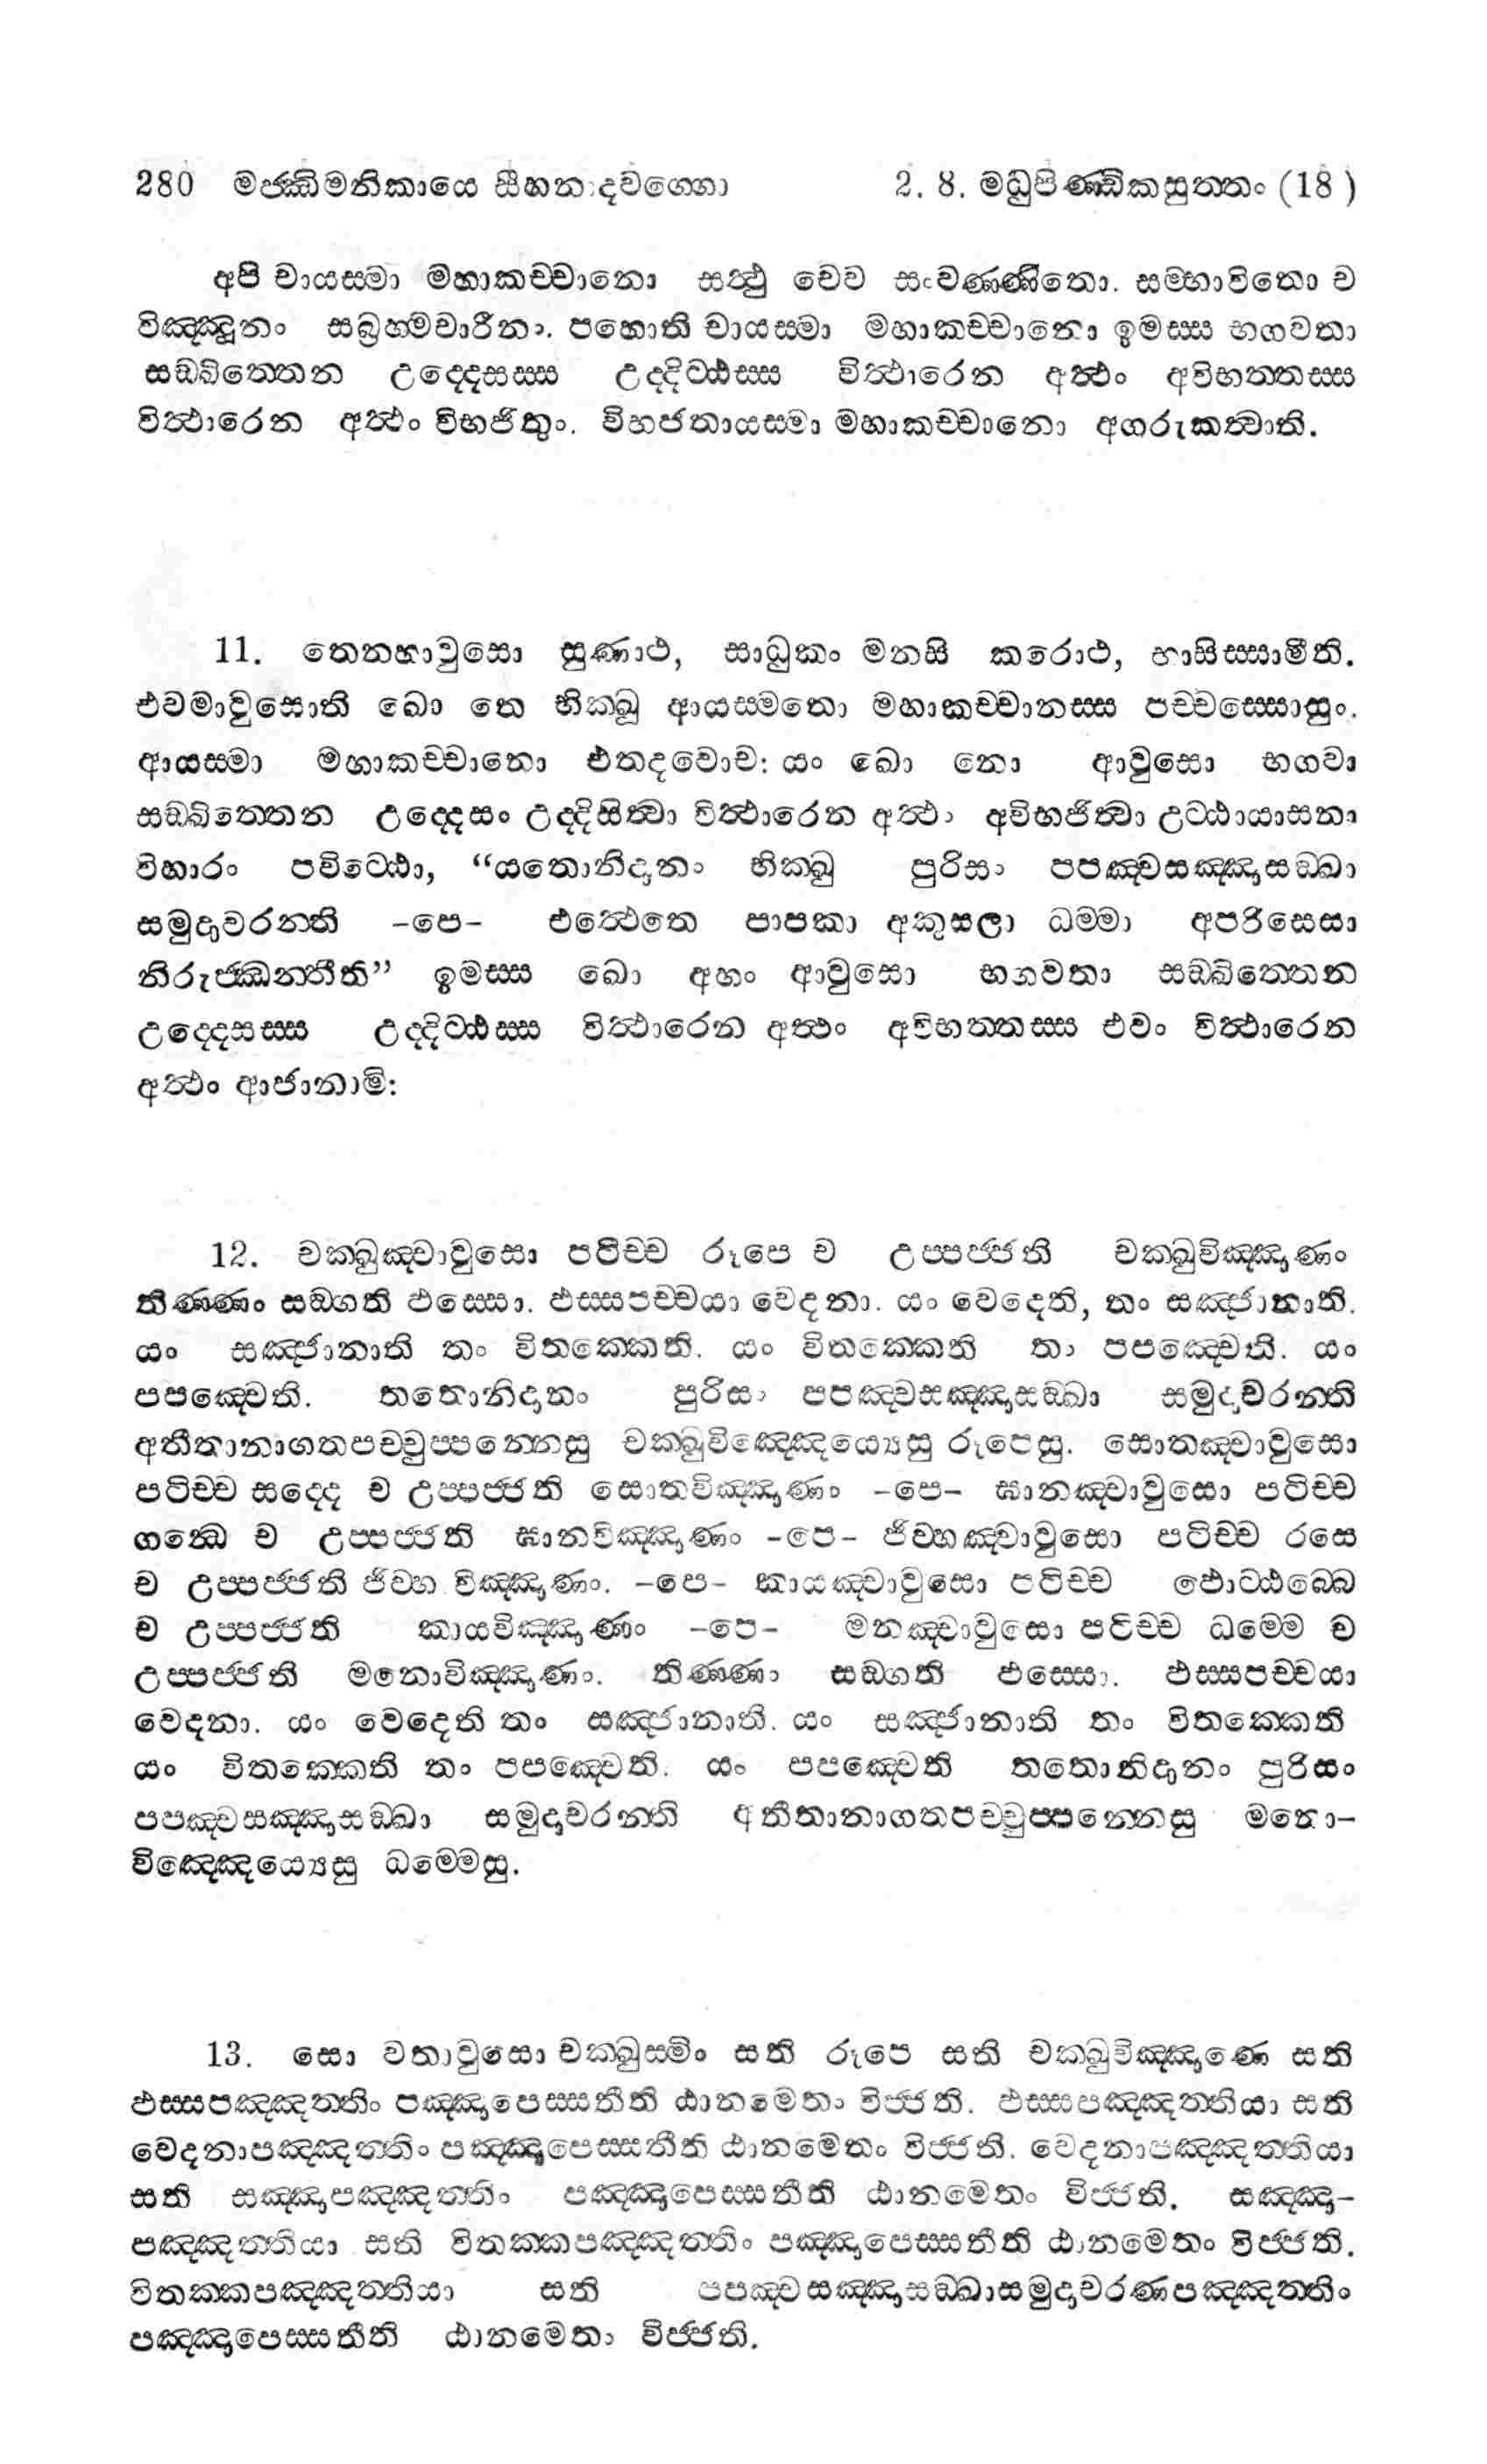 280 මජ්ඣිමනිකායෙ සීහනාදවග්ගො 2. 8. මධුපිණ්ඩිකසුත්තං (18)
අපි චායස්මා මහාකච්චානො සත්ථු චෙව සංවණ්ණිතො. සම්භාවිතො ච
විඤ්ඤූනං සබ්‍රහ්මචාරීනං. පහොති චායස්මා මහාකච්චානො ඉමස්ස භගවතා
සඞ්ඛිත්තෙන උද්දෙසස්ස උද්දිට්ඨස්ස විත්ථාරෙන අත්ථං අවිභත්තස්ස
විත්ථාරෙන අත්ථං විභජිතුං. විභජතායස්මා මහාකච්චානො අගරුකත්වාති.
11. තෙනහාවුසො සුණාථ, සාධුකං මනසි කරොථ, භාසිස්සාමීති.
එවමාවුසොති ඛො තෙ භික්ඛූ ආයස්මතො මහාකච්චානස්ස පච්චස්සොසුං.
ආයස්මා මහාකච්චානො එතදවොච: යං ඛො නො ආවුසො භගවා
සඞ්ඛිත්තෙන උද්දෙසං උද්දිසිත්වා විත්ථාරෙන අත්ථං අවිභජිත්වා උට්ඨායාසනා
විහාරං පවිට්ඨො, “යතොනිදානං භික්ඛු පුරිසං පපඤ්චසඤ්ඤාසඞ්ඛා
සමුදාචරන්ති –පෙ– එත්ථෙතෙ පාපකා අකුසලා ධම්මා අපරිසෙසා
නිරුජ්ඣන්තීති” ඉමස්ස ඛො අහං ආවුසො භගවතා සඞ්ඛිත්තෙන
උද්දෙසස්ස උද්දිට්ඨස්ස විත්ථාරෙන අත්ථං අවිභත්තස්ස එවං විත්ථාරෙන
අත්ථං ආජානාමි:
12. චක්ඛුඤ්චාවුසො පටිච්ච රූපෙ ච උප්පජ්ජති චක්ඛුවිඤ්ඤාණං
තිණ්ණං සඞ්ගති ඵස්සො. ඵස්සපච්චයා වෙදනා. යං වෙදෙති, තං සඤ්ජානාති.
යං සඤ්ජානාති තං විතක්කෙති. යං විතක්කෙති තං පපඤ්චෙති. යං
පපඤ්චෙති. තතොනිදානං පුරිසං පපඤ්චසඤ්ඤාසඞ්ඛා සමුදාචරන්ති
අතීතානාගතපච්චුප්පන්නෙසු චක්ඛුවිඤ්ඤෙය්‍යෙසු රූපෙසු. සොතඤ්චාවුසො
පටිච්ච සද්දෙ ච උප්පජ්ජති සොතවිඤ්ඤාණං –පෙ– ඝානඤ්චාවුසො පටිච්ච
ගන්ධෙ ච උප්පජ්ජති ඝානවිඤ්ඤාණං –පෙ– ජිව්හඤ්චාවුසො පටිච්ච රසෙ
ච උප්පජ්ජති ජිව්හා විඤ්ඤාණං. –පෙ– කායඤ්චාවුසො පටිච්ච ඵොට්ඨබ්බෙ
ච උප්පජ්ජති කායවිඤ්ඤාණං –පෙ– මනඤ්චාවුසො පටිච්ච ධම්මෙ ච
උප්පජ්ජති මනොවිඤ්ඤාණං. තිණ්ණං සඞ්ගති ඵස්සො. ඵස්සපච්චයා
වෙදනා. යං වෙදෙති තං සඤ්ජානාති. යං සඤ්ජානාති තං විතක්කෙති
යං විතක්කෙති තං පපඤ්චෙති. යං පපඤ්චෙති තතොනිදානං පුරිසං
පපඤ්චසඤ්ඤාසඞ්ඛා සමුදාචරන්ති අතීතානාගතපච්චුප්පන්නෙසු මනො–
විඤ්ඤෙය්‍යෙසු ධම්මෙසු.
13. සො වතාවුසො චක්ඛුස්මිං සති රූපෙ සති චක්ඛුවිඤ්ඤාණෙ සති
ඵස්සපඤ්ඤත්තිං පඤ්ඤාපෙස්සතීති ඨානමෙතං විජ්ජති. ඵස්සපඤ්ඤත්තියා සති
වෙදනාපඤ්ඤත්තිං පඤ්ඤාපෙස්සතීති ඨානමෙතං විජ්ජති. වෙදනාපඤ්ඤත්තියා
සති සඤ්ඤාපඤ්ඤත්තිං පඤ්ඤාපෙස්සතීති ඨානමෙතං විජ්ජති. සඤ්ඤා–
පඤ්ඤත්තියා සති විතක්කපඤ්ඤත්තිං පඤ්ඤාපෙස්සතීති ඨානමෙතං විජ්ජති.
විතක්කපඤ්ඤත්තියා සති පපඤ්චසඤ්ඤාසඞ්ඛාසමුදාචරණපඤ්ඤත්තිං
පඤ්ඤාපෙස්සතීති ඨානමෙතං විජ්ජති.